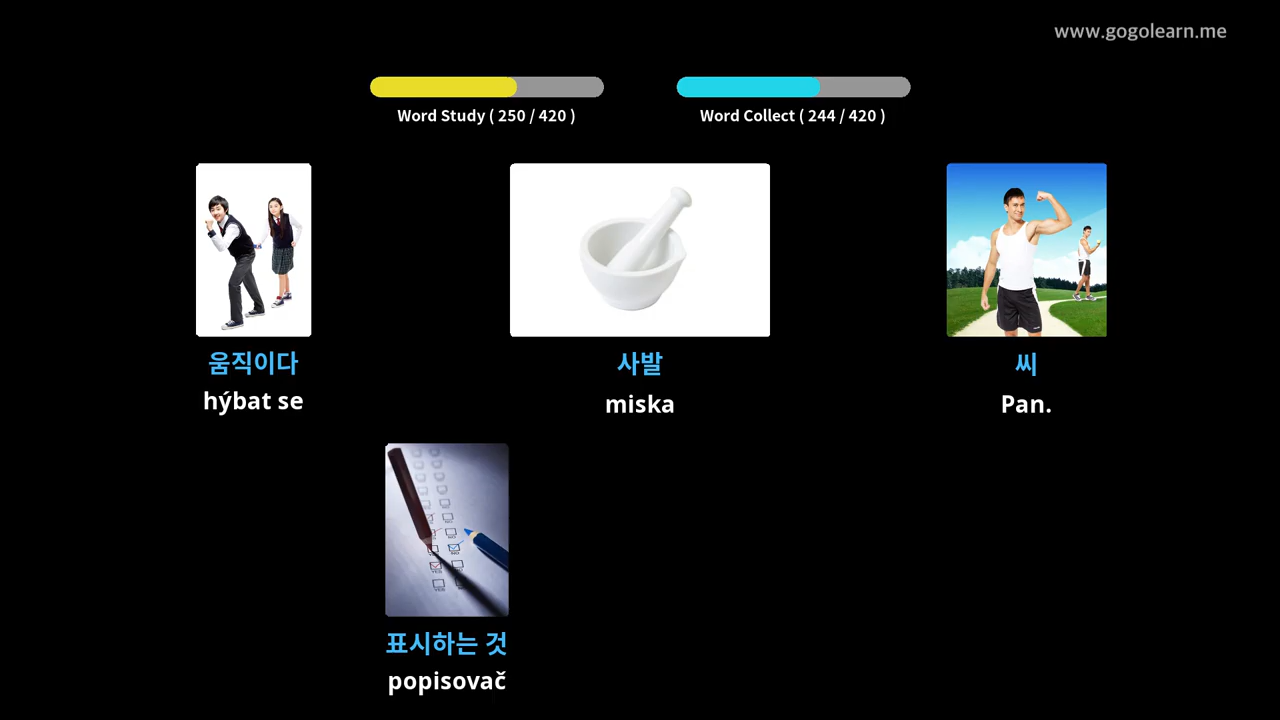 www.gogolearn.me
Word Study ( 250 / 420 )
Word Collect ( 244 / 420 )
움직이다
hýbat se
사발
miska
씨
Pan.
표시하는 것
popisovač